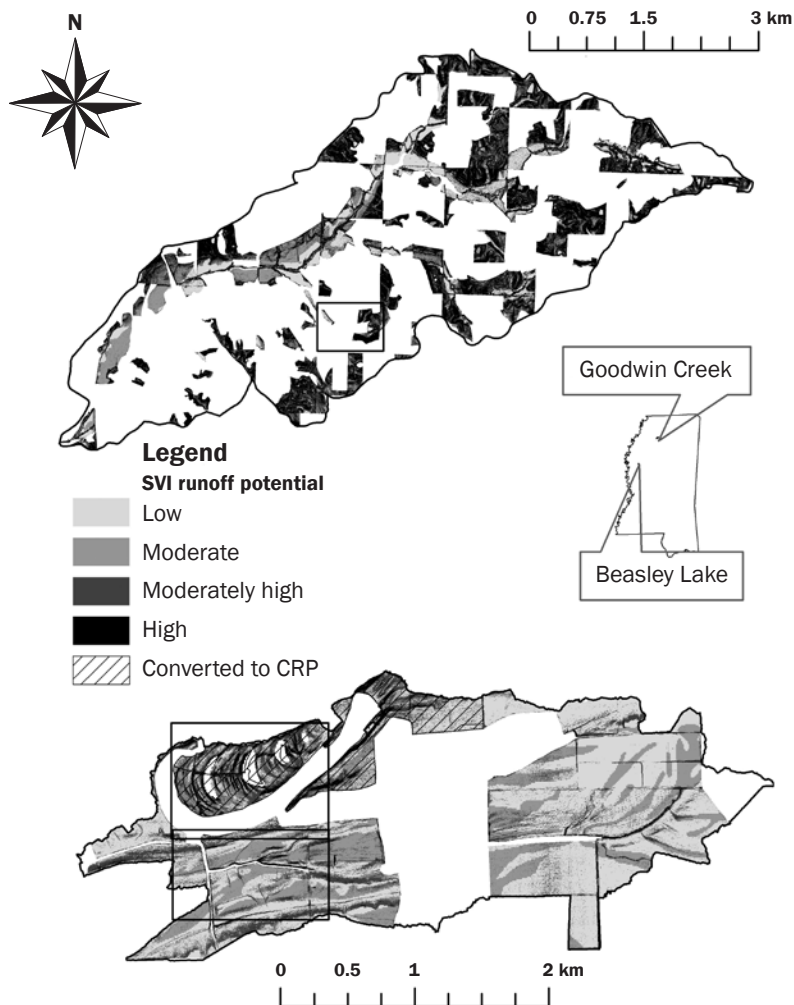 N
0 0.75 1.5 3 km
Goodwin Creek
Beasley Lake
Legend
SVI runoff potential
Low
Moderate
Moderately high
High
Converted to CRP
0 0.5 1 2 km